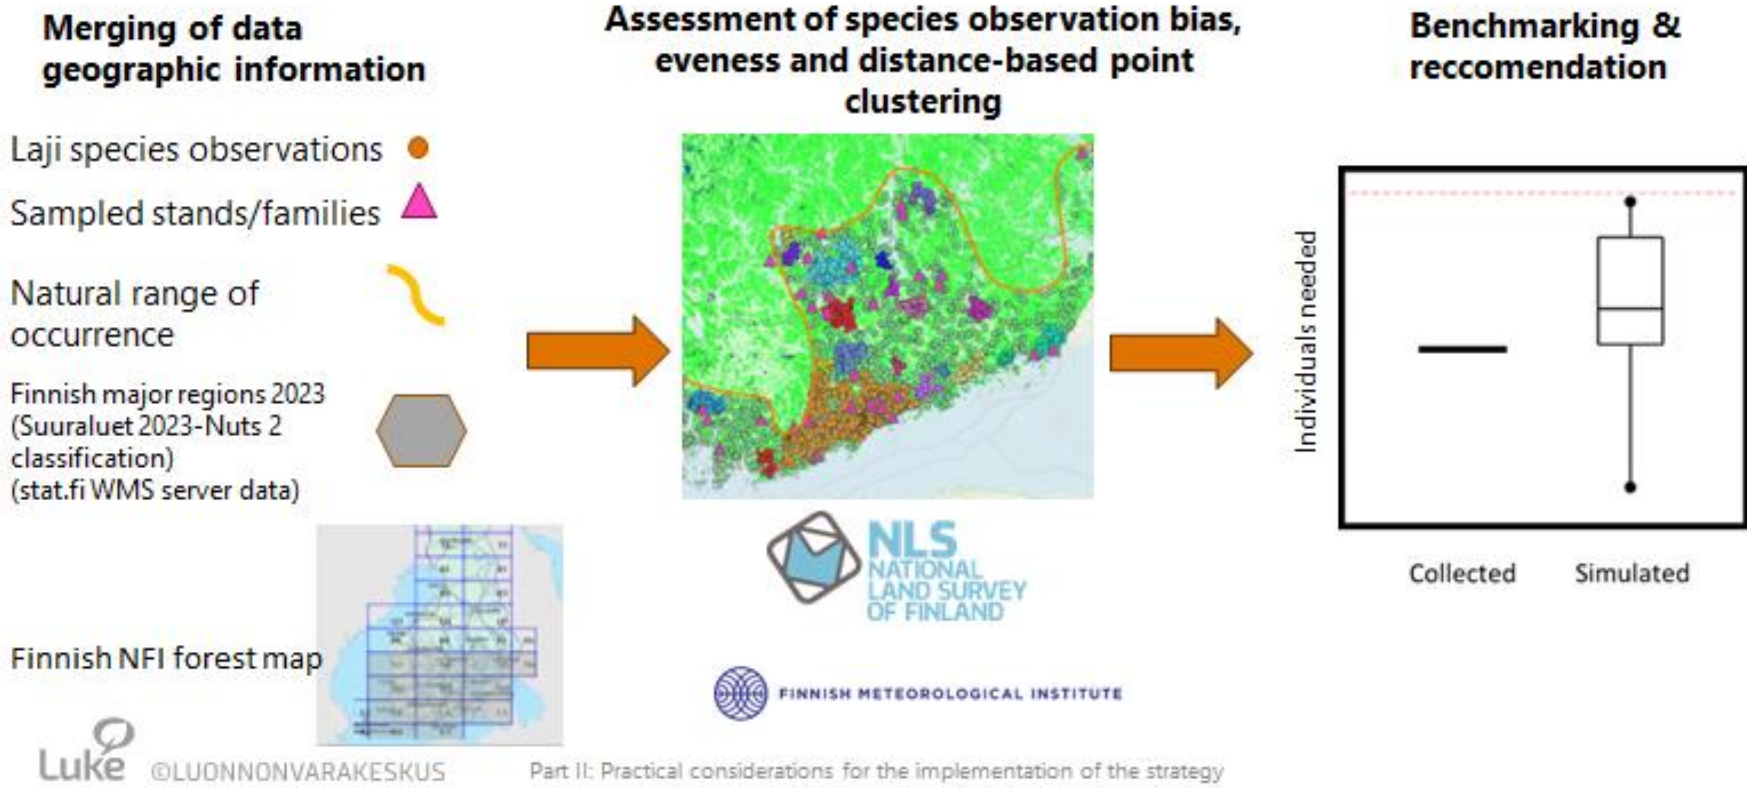 Merging of data
geographic information
Laji species observations
Sampled stands/families
Natural range of
occurrence
Finnish major regions 2023
(Suuraluet 2023-Nuts 2
classification)
(stat.fi WMS server data)
Finnish NFI forest map
Assessment of species observation bias,
eveness and distance-based point
clustering
NLS
NATIONAL
LAND SURVEY
OF FINLAND
FINNISH METEOROLOGICAL INSTITUTE
Benchmarking &
reccomendation
Individuals needed
Collected
Simulated
Luke
©LUONNONVARAKESKUS
Part II: Practical considerations for the implementation of the strategy